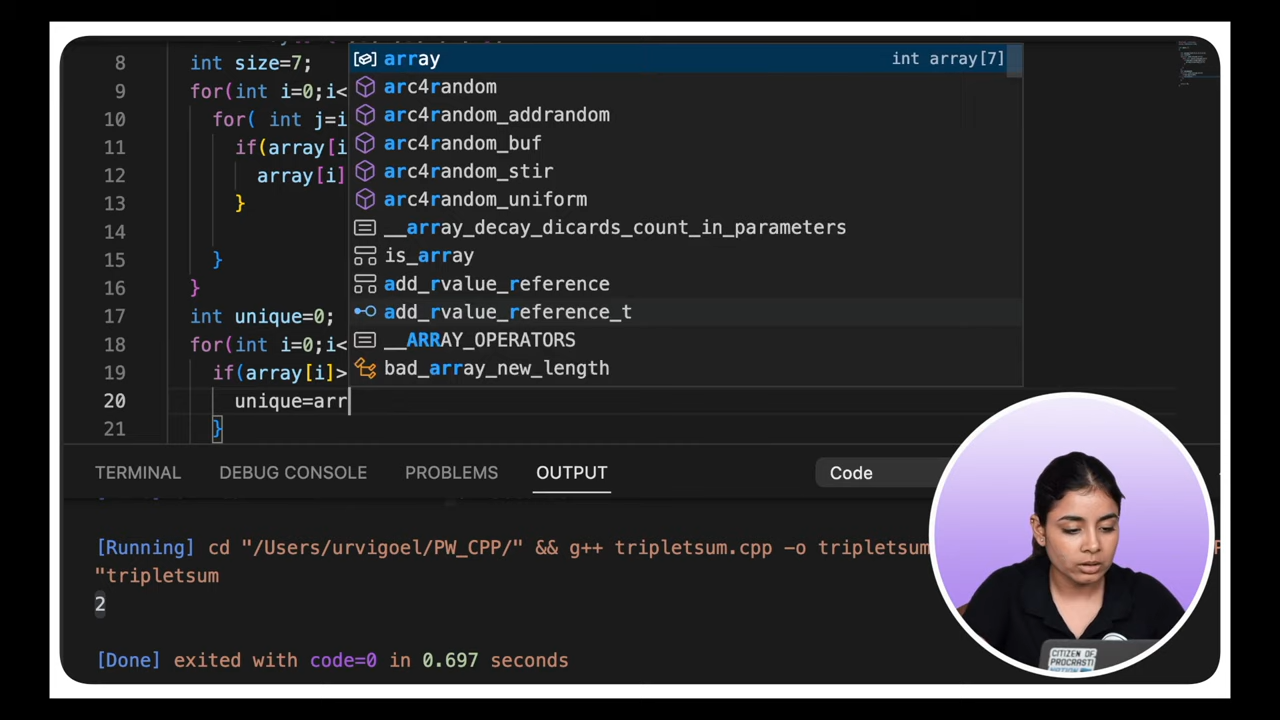 8 int size=7;
9 for(int i=0;i<
10 for( int j=i
11 if(array[i
12 array[i]
13 }
14
15 }
16 }
17 int unique=0;
18 for(int i=0;i<
19 if(array[i]>
20 unique=arr
21 }
array int array[7]
arc4random
arc4random_addrandom
arc4random_buf
arc4random_stir
arc4random_uniform
__array_decay_dicards_count_in_parameters
is_array
add_rvalue_reference
add_rvalue_reference_t
__ARRAY_OPERATORS
bad_array_new_length
TERMINAL DEBUG CONSOLE PROBLEMS OUTPUT Code
[Running] cd "/Users/urvigoel/PW_CPP/" && g++ tripletsum.cpp -o tripletsum
"tripletsum
2
[Done] exited with code=0 in 0.697 seconds
CITIZEN OF
PROCRASTI
NATION